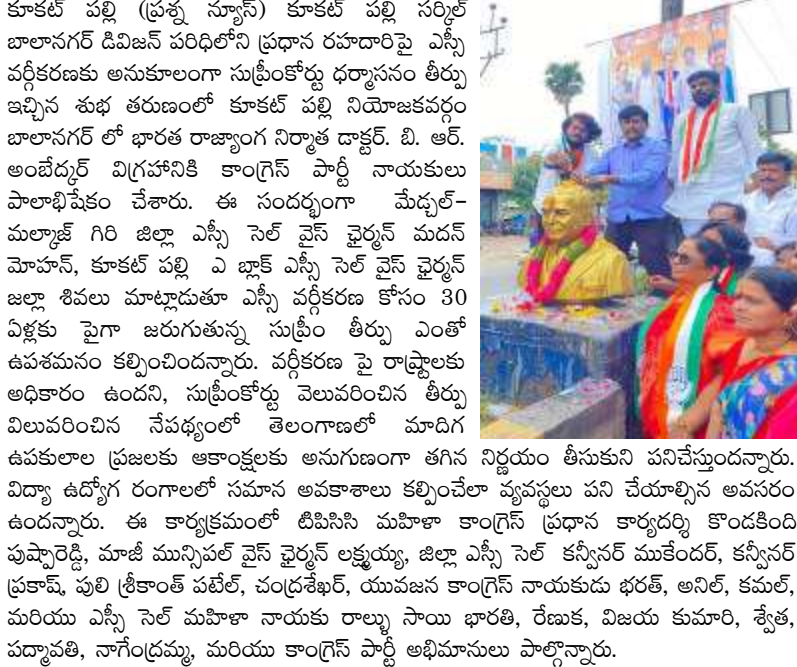 కూకట్ పల్లి (ప్రశ్న న్యూస్) కూకట్ పల్లి సర్కిల్
బాలానగర్ డివిజన్ పరిధిలోని ప్రధాన రహదారిపై ఎస్సీ
వర్గీకరణకు అనుకూలంగా సుప్రీంకోర్టు ధర్మాసనం తీర్పు
ఇచ్చిన శుభ తరుణంలో కూకట్ పల్లి నియోజకవర్గం
బాలానగర్ లో భారత రాజ్యాంగ నిర్మాత డాక్టర్. బి. ఆర్.
అంబేద్కర్ విగ్రహానికి కాంగ్రెస్ పార్టీ నాయకులు
పాలాభిషేకం చేశారు. ఈ సందర్భంగా మేడ్చల్-
మల్కాజ్ గిరి జిల్లా ఎస్సీ సెల్ వైస్ ఛైర్మన్ మదన్
మోహన్, కూకట్ పల్లి ఎ బ్లాక్ ఎస్సీ సెల్ వైస్ ఛైర్మన్
జల్లా శివలు మాట్లాడుతూ ఎస్సీ వర్గీకరణ కోసం 30
ఏళ్లకు పైగా జరుగుతున్న సుప్రీం తీర్పు ఎంతో
ఉపశమనం కల్పించిందన్నారు. వర్గీకరణ పై రాష్ట్రాలకు
అధికారం ఉందని, సుప్రీంకోర్టు వెలువరించిన తీర్పు
విలువరించిన నేపథ్యంలో తెలంగాణలో మాదిగ
ఉపకులాల ప్రజలకు ఆకాంక్షలకు అనుగుణంగా తగిన నిర్ణయం తీసుకుని పనిచేస్తుందన్నారు.
విద్యా ఉద్యోగ రంగాలలో సమాన అవకాశాలు కల్పించేలా వ్యవస్థలు పని చేయాల్సిన అవసరం
ఉందన్నారు. ఈ కార్యక్రమంలో టిపిసిసి మహిళా కాంగ్రెస్ ప్రధాన కార్యదర్శి కొండకింది
పుష్పారెడ్డి, మాజీ మున్సిపల్ వైస్ ఛైర్మన్ లక్ష్మయ్య, జిల్లా ఎస్సీ సెల్ కన్వీనర్ ముకేందర్, కన్వీనర్
ప్రకాష్, పులి శ్రీకాంత్ పటేల్, చంద్రశేఖర్, యువజన కాంగ్రెస్ నాయకుడు భరత్, అనిల్, కమల్,
మరియు ఎస్సీ సెల్ మహిళా నాయకు రాల్ళు సాయి భారతి, రేణుక, విజయ కుమారి, శ్వేత,
పద్మావతి, నాగేంద్రమ్మ, మరియు కాంగ్రెస్ పార్టీ అభిమానులు పాల్గొన్నారు.